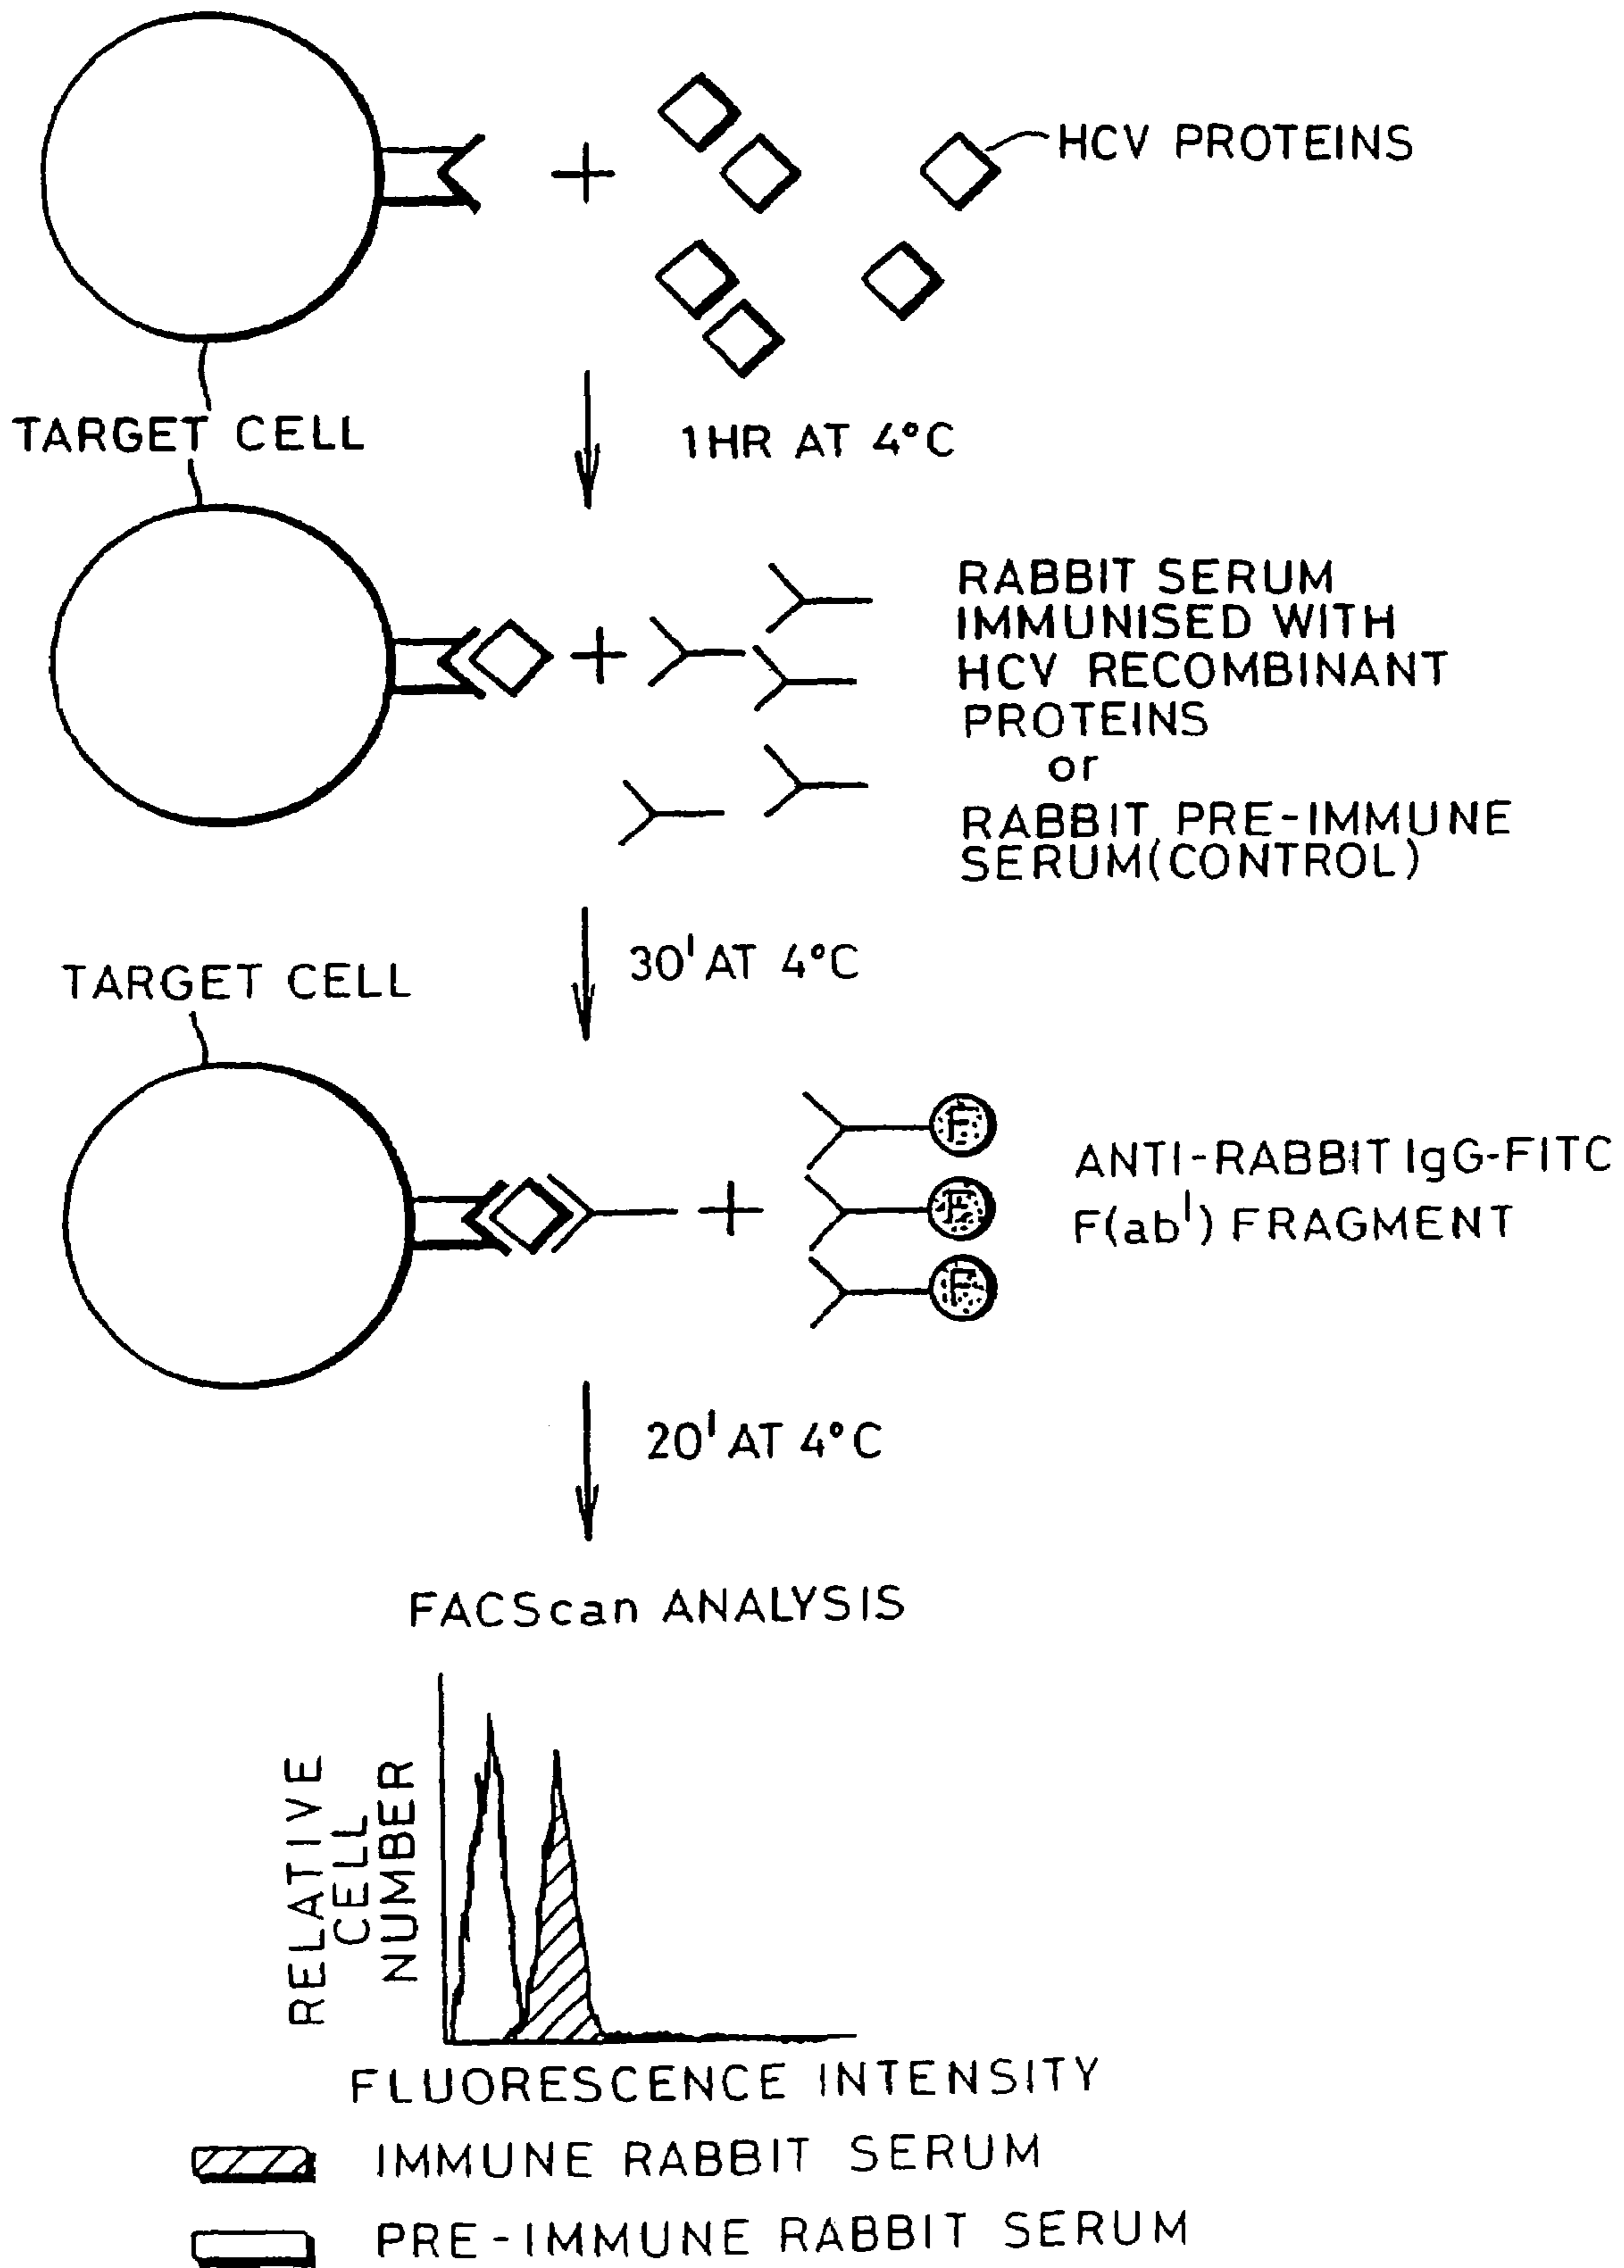 HCV PROTEINS
TARGET CELL
1HR AT 4°C
RABBIT SERUM
IMMUNISED WITH
HCV RECOMBINANT
PROTEINS
or
RABBIT PRE-IMMUNE
SERUM(CONTROL)
30' AT 4°C
TARGET CELL
F
F
F
ANTI-RABBIT IgG-FITC
F(ab') FRAGMENT
20' AT 4°C
FACScan ANALYSIS
RELATIVE
CELL
NUMBER
FLUORESCENCE INTENSITY
IMMUNE RABBIT SERUM
PRE-IMMUNE RABBIT SERUM